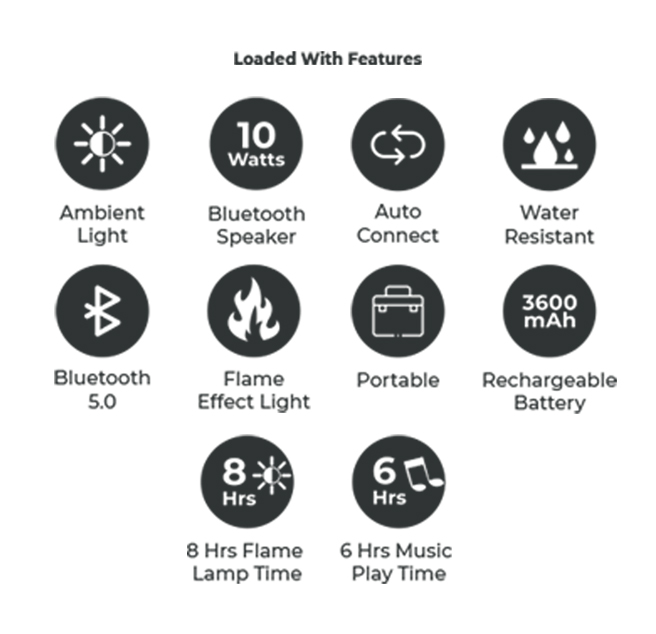 Loaded With Features
10
Watts
Ambient
Light
Bluetooth
Speaker
Auto
Connect
Water
Resistant
3600
mAh
Bluetooth
5.0
Flame
Effect Light
Portable
Rechargeable
Battery
8
Hrs
6
Hrs
8 Hrs Flame
Lamp Time
6 Hrs Music
Play Time